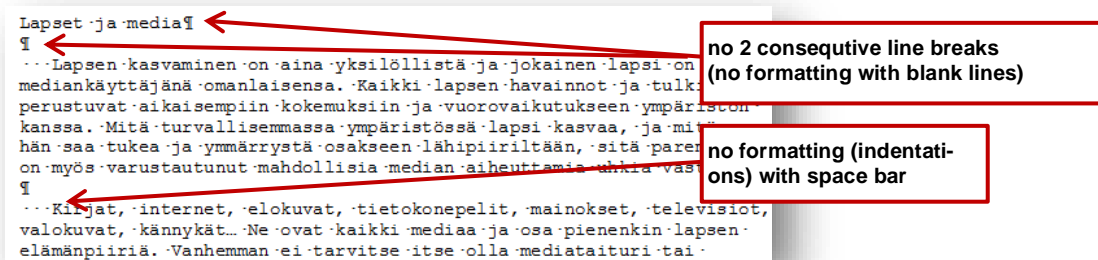 Lapset·ja·media¶
¶
···Lapsen·kasvaminen·on·aina·yksilöllistä·ja·jokainen·lapsi·on
mediankäyttäjänä·omanlaisensa.·Kaikki·lapsen·havainnot·ja
perustuvat·aikaisempiin·kokemuksiin·ja·vuorovaikutukseen·ympäristön·
kanssa.·Mitä·turvallisemmassa·ympäristössä·lapsi·kasvaa,·ja
hän·saa·tukea·ja·ymmärrystä·osakseen·lähipiiriltään,·sitä
on·myös·varustautunut·mahdollisia·median·aiheuttamia·uhkia
¶
···Kirjat,·internet,·elokuvat,·tietokonepelit,·mainokset,·televisiot,
valokuvat,·kännykät…·Ne·ovat·kaikki·mediaa·ja·osa·pienenkin·lapsen·
elämänpiiriä.·Vanhemman·ei·tarvitse·itse·olla·mediataituri·tai·
no 2 consequtive line breaks
(no formatting with blank lines)
no formatting (indentati-
ons) with space bar